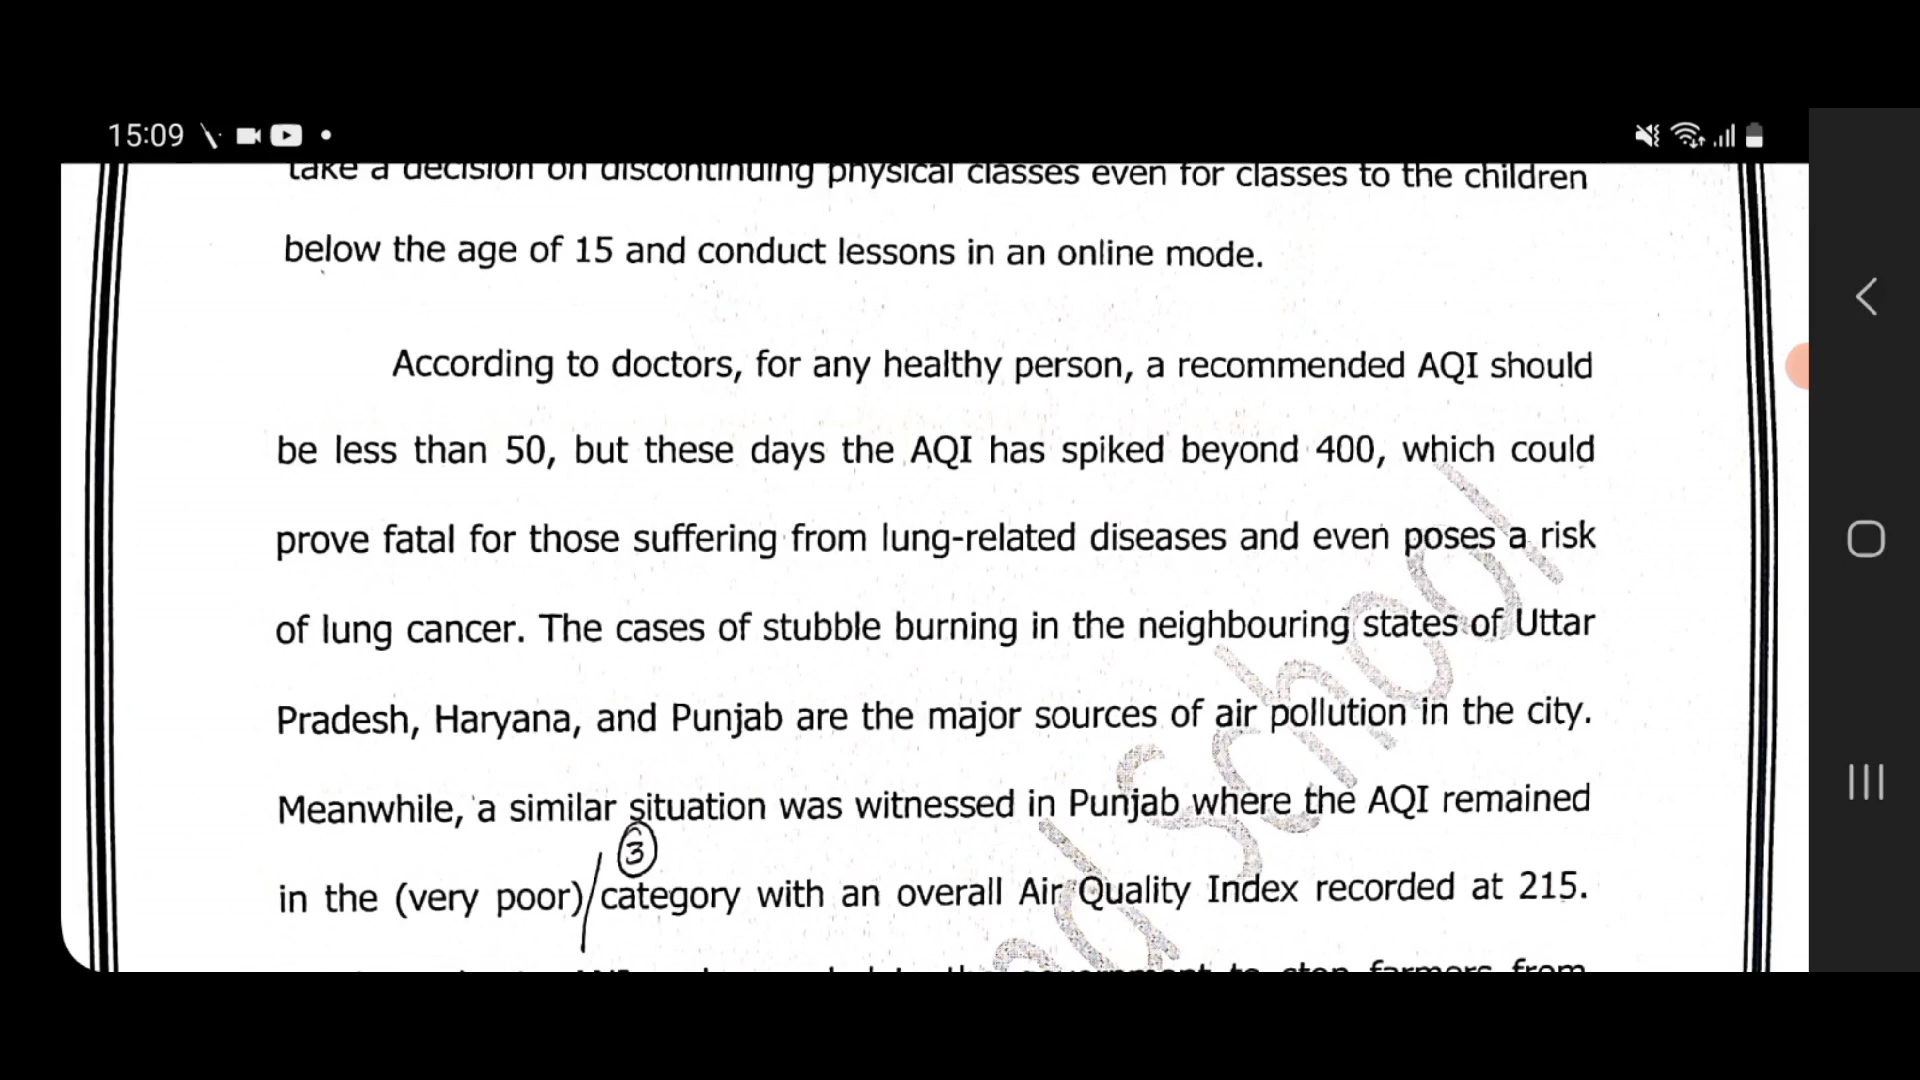 15:09
take a decision on discontinuing physical classes even for classes to the children
below the age of 15 and conduct lessons in an online mode.
According to doctors, for any healthy person, a recommended AQI should
be less than 50, but these days the AQI has spiked beyond 400, which could
prove fatal for those suffering from lung-related diseases and even poses a risk
of lung cancer. The cases of stubble burning in the neighbouring states of Uttar
Pradesh, Haryana, and Punjab are the major sources of air pollution in the city.
Meanwhile, a similar situation was witnessed in Punjab where the AQI remained
3
in the (very poor)/category with an overall Air Quality Index recorded at 215.
government to stop farmers from
School